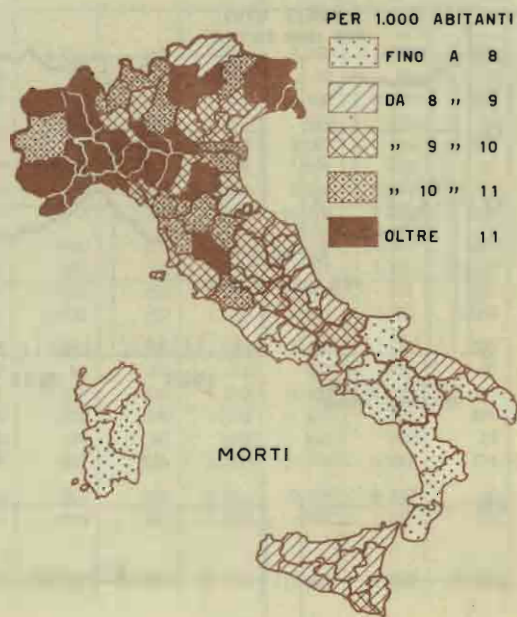 PER 1.000 ABITANTI
FINO A 8
DA 8 " 9
" 9 " 10
" 10 " 11
OLTRE 11
MORTI